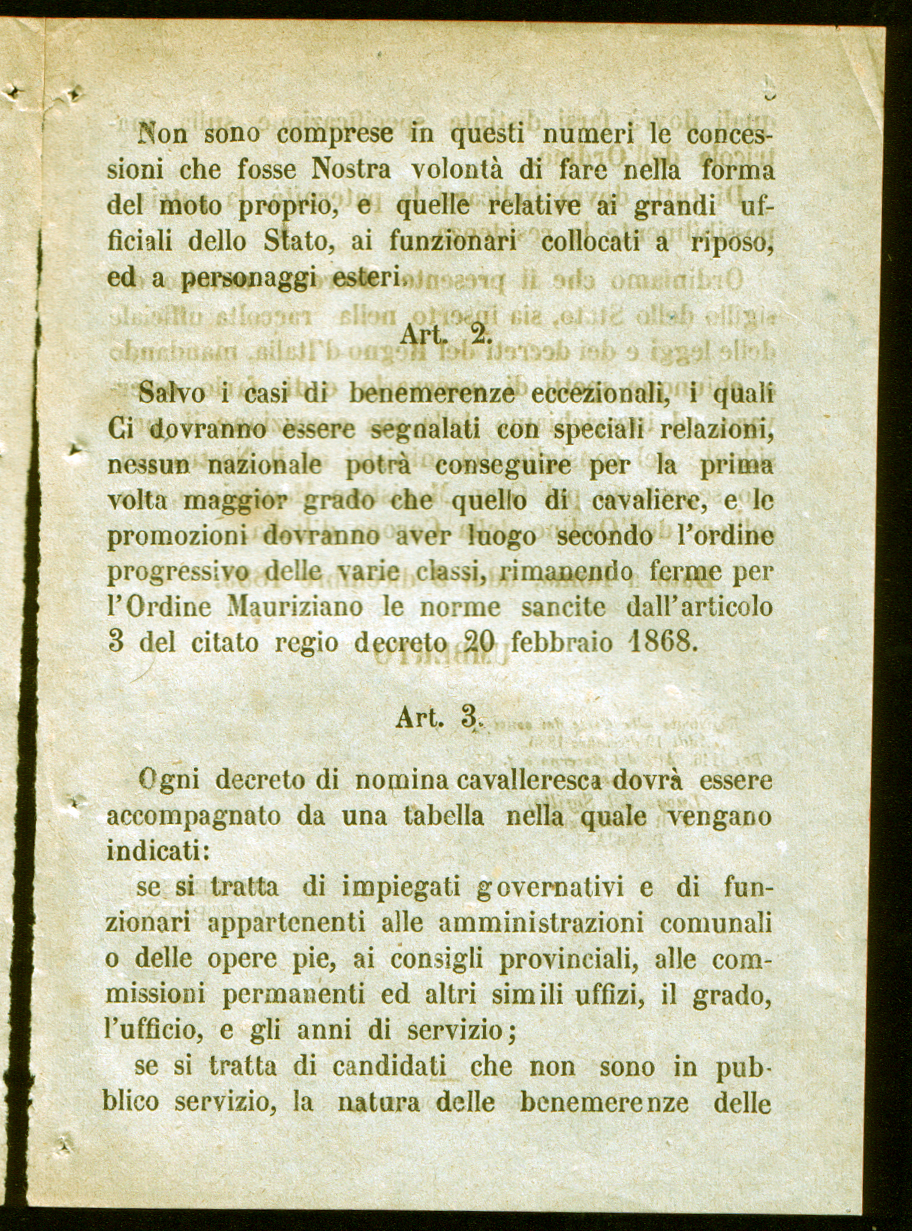 Non sono comprese in questi numeri le conces-
sioni che fosse Nostra volontà di fare nella forma
del moto proprio, e quelle relative ai grandi uf-
ficiali dello Stato, ai funzionari collocati a riposo,
ed a personaggi esteri.
Art. 2.
Salvo i casi di benemerenze eccezionali, i quali
Ci dovranno essere segnalati con speciali relazioni,
nessun nazionale potrà conseguire per la prima
volta maggior grado che quello di cavaliere, e le
promozioni dovranno aver luogo secondo l'ordine
progressivo delle varie classi, rimanendo ferme per
l'Ordine Mauriziano le norme sancite dall'articolo
3 del citato regio decreto 20 febbraio 1868.
Art. 3.
Ogni decreto di nomina cavalleresca dovrà essere
accompagnato da una tabella nella quale vengano
indicati:
se si tratta di impiegati governativi e di fun-
zionari appartenenti alle amministrazioni comunali
o delle opere pie, ai consigli provinciali, alle com-
missioni permanenti ed altri simili uffizi, il grado,
l'ufficio, e gli anni di servizio;
se si tratta di candidati che non sono in pub-
blico servizio, la natura delle benemerenze delle